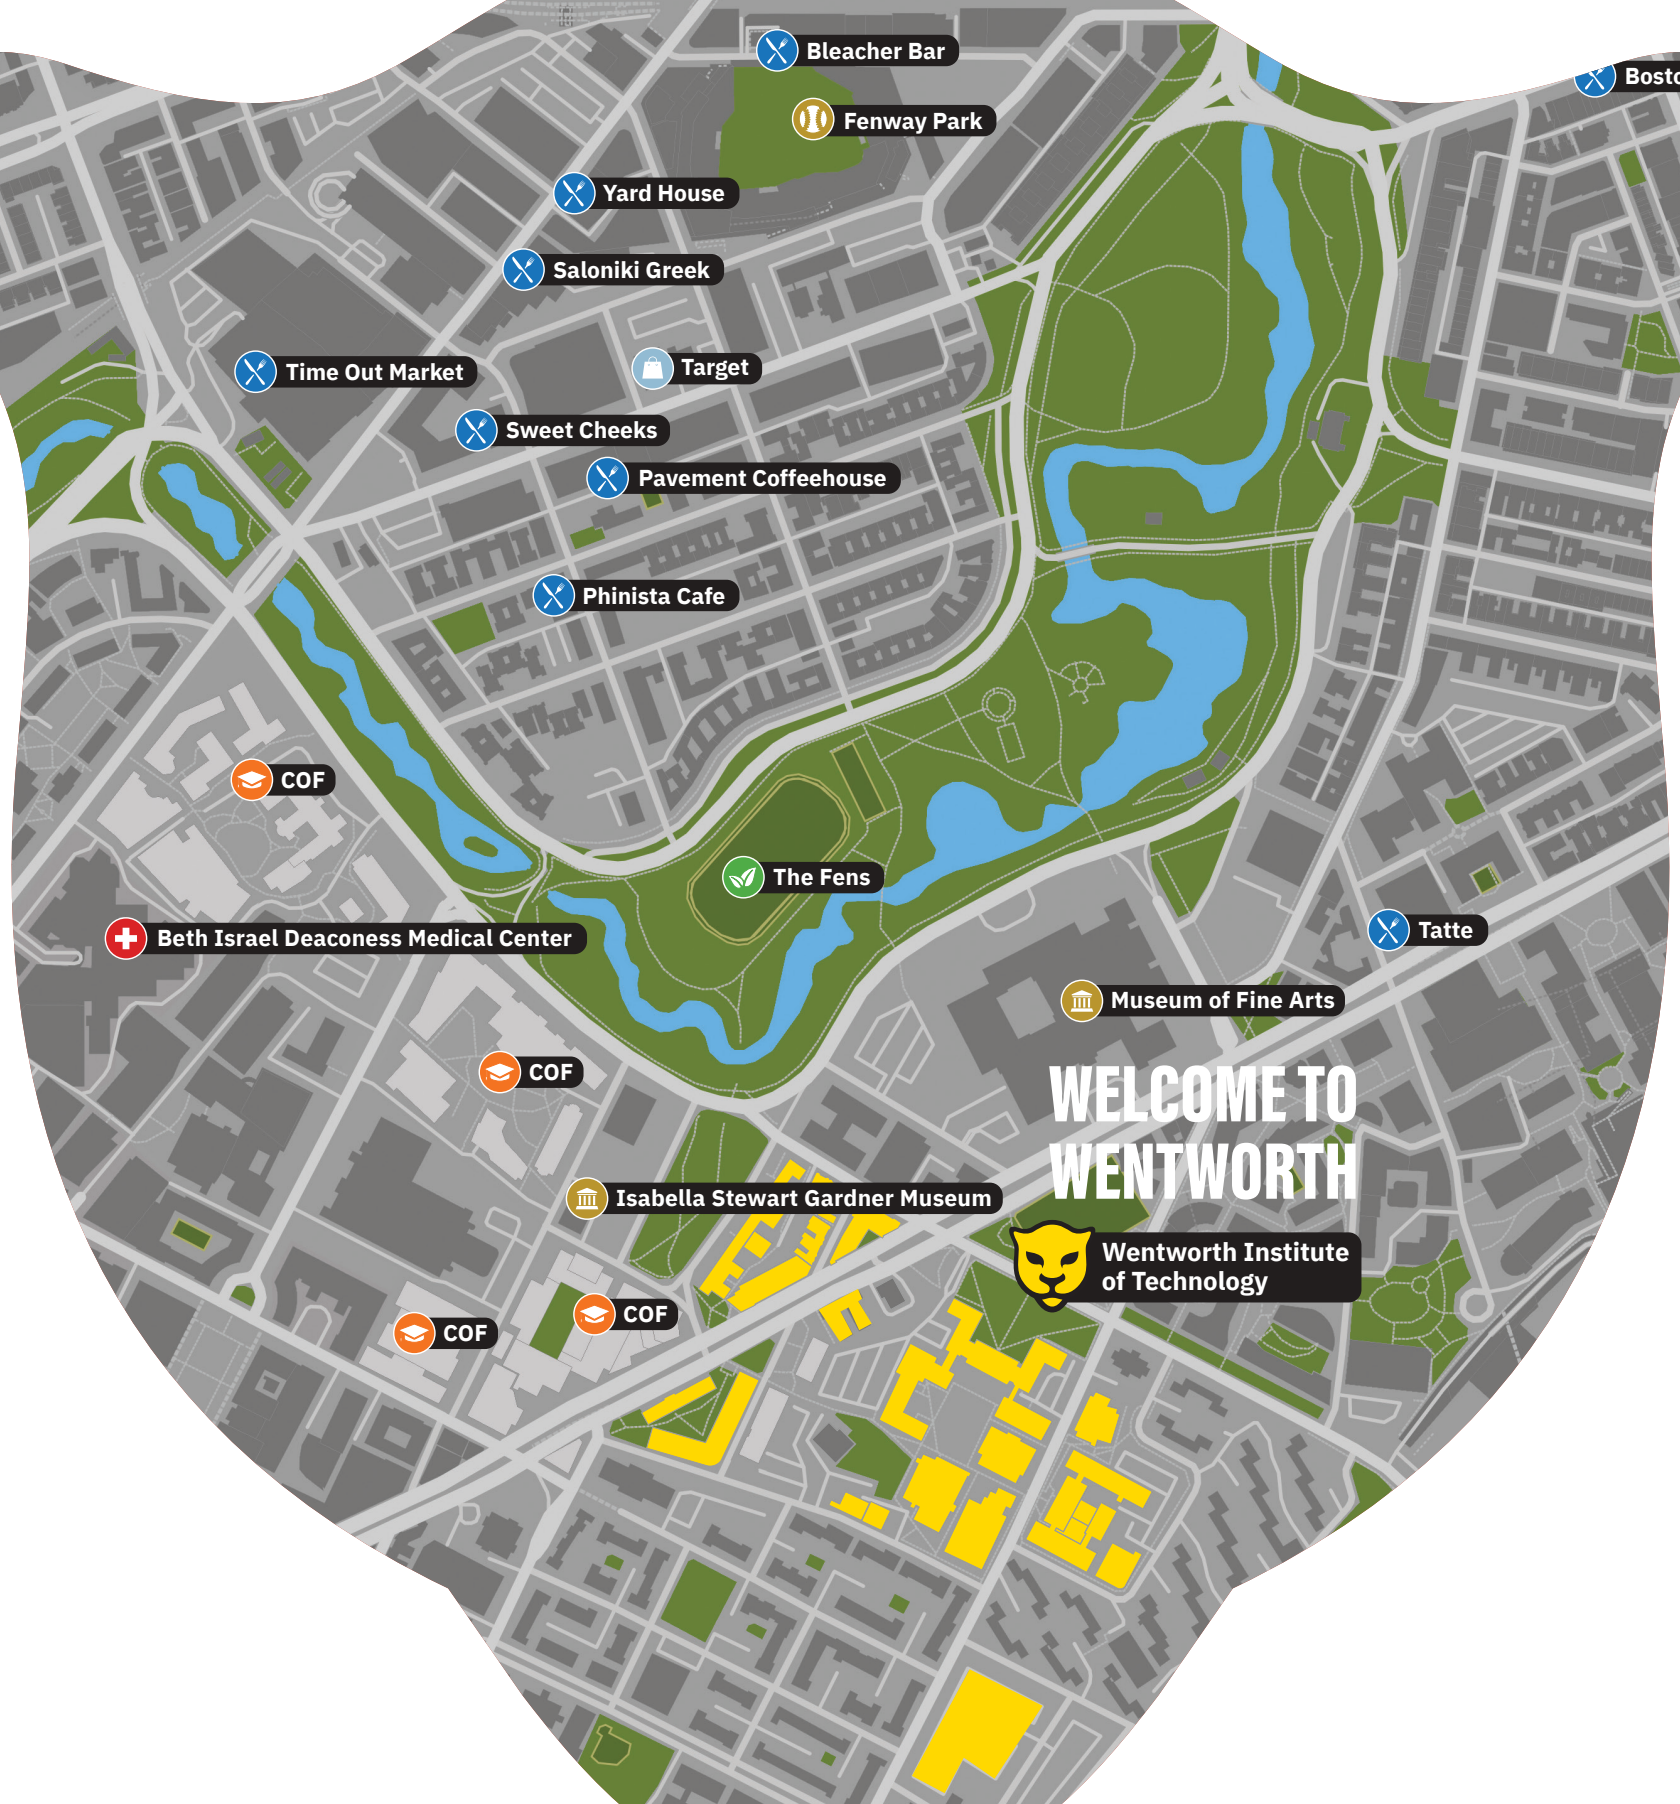 Bleacher Bar
Bosto
Fenway Park
Yard House
Saloniki Greek
Time Out Market
Target
Sweet Cheeks
Pavement Coffeehouse
Phinista Cafe
COF
The Fens
Beth Israel Deaconess Medical Center
Tatte
Museum of Fine Arts
COF
WELCOME TO
WENTWORTH
Isabella Stewart Gardner Museum
Wentworth Institute
of Technology
COF
COF